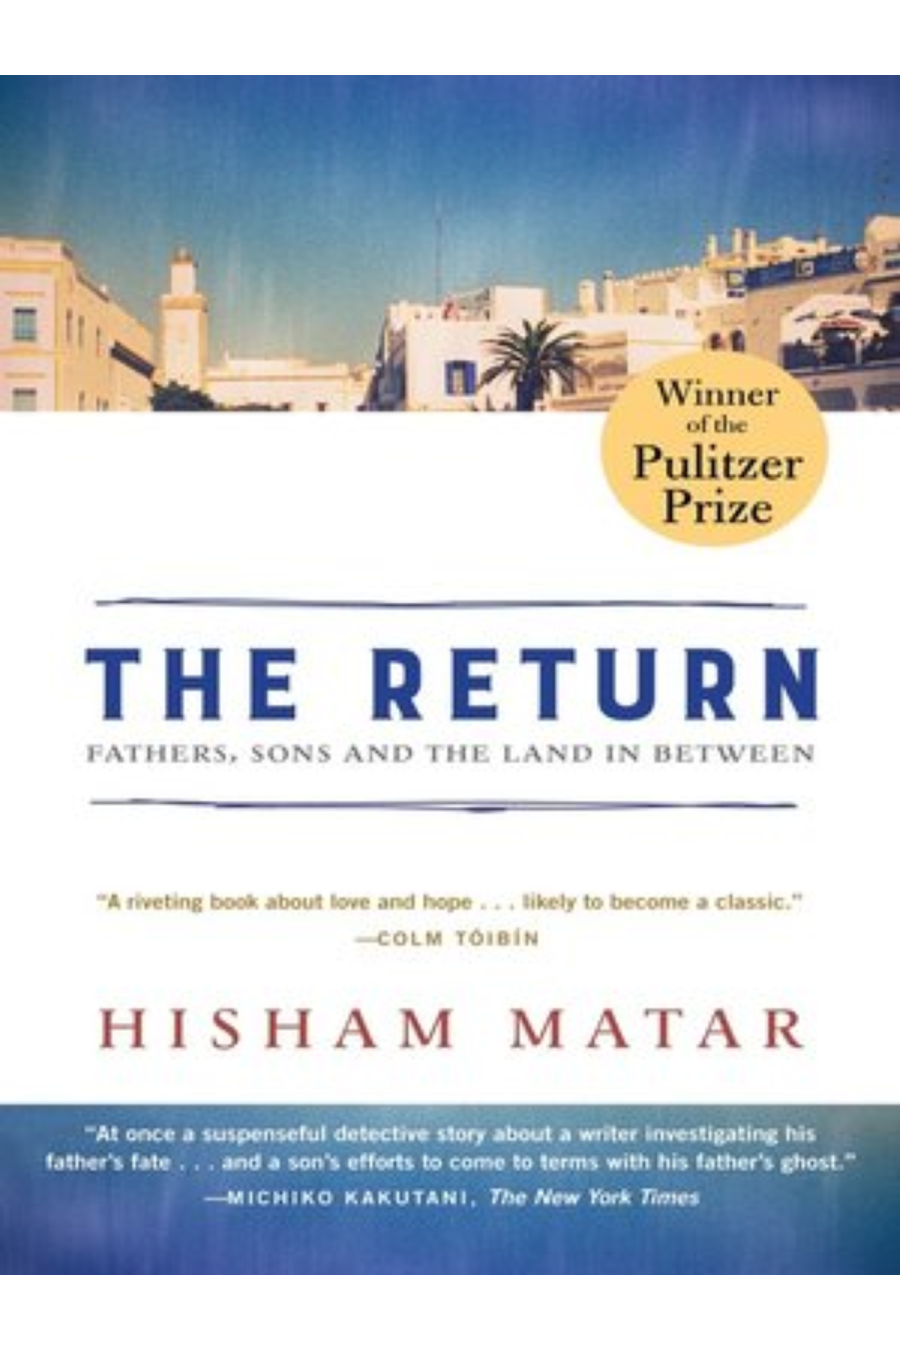 Winner
of the
Pulitzer
Prize
THE RETURN
FATHERS, SONS AND THE LAND IN BETWEEN
“A riveting book about love and hope . . . likely to become a classic.”
—COLM TÓIBÍN
HISHAM MATAR
“At once a suspenseful detective story about a writer investigating his
father’s fate . . . and a son’s efforts to come to terms with his father’s ghost.”
—MICHIKO KAKUTANI, The New York Times